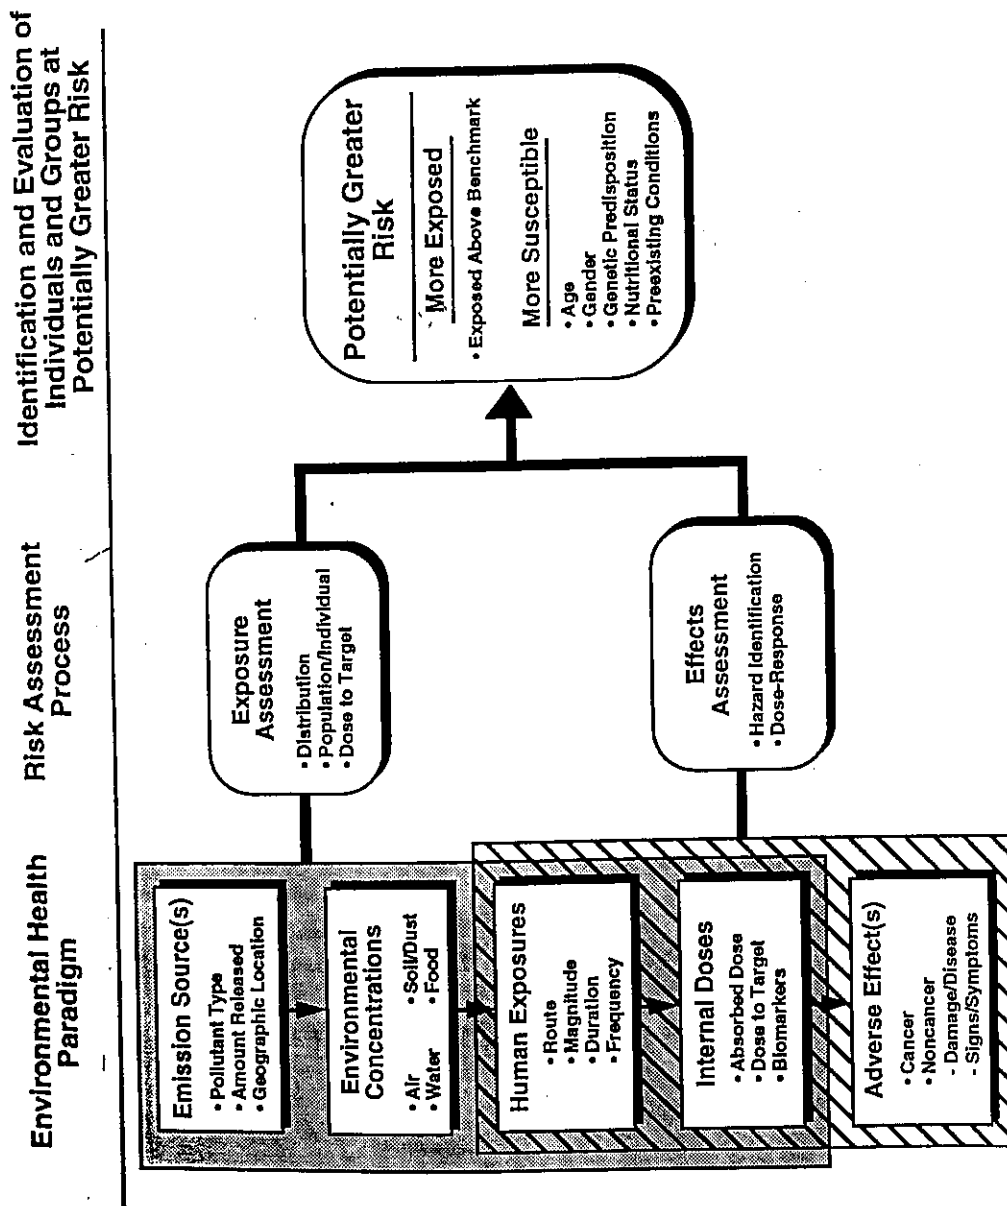 Environmental Health
Paradigm
Risk Assessment
Process
Identification and Evaluation of
Individuals and Groups at
Potentially Greater Risk
Emission Source(s)
• Pollutant Type
• Amount Released
• Geographic Location
Environmental
Concentrations
• Air • Soil/Dust
• Water • Food
Human Exposures
• Route
• Magnitude
• Duration
• Frequency
Internal Doses
• Absorbed Dose
• Dose to Target
• Biomarkers
Adverse Effect(s)
• Cancer
• Noncancer
- Damage/Disease
- Signs/Symptoms
Exposure
Assessment
• Distribution
• Population/Individual
• Dose to Target
Effects
Assessment
• Hazard Identification
• Dose-Response
Potentially Greater
Risk
More Exposed
• Exposed Above Benchmark
More Susceptible
• Age
• Gender
• Genetic Predisposition
• Nutritional Status
• Preexisting Conditions